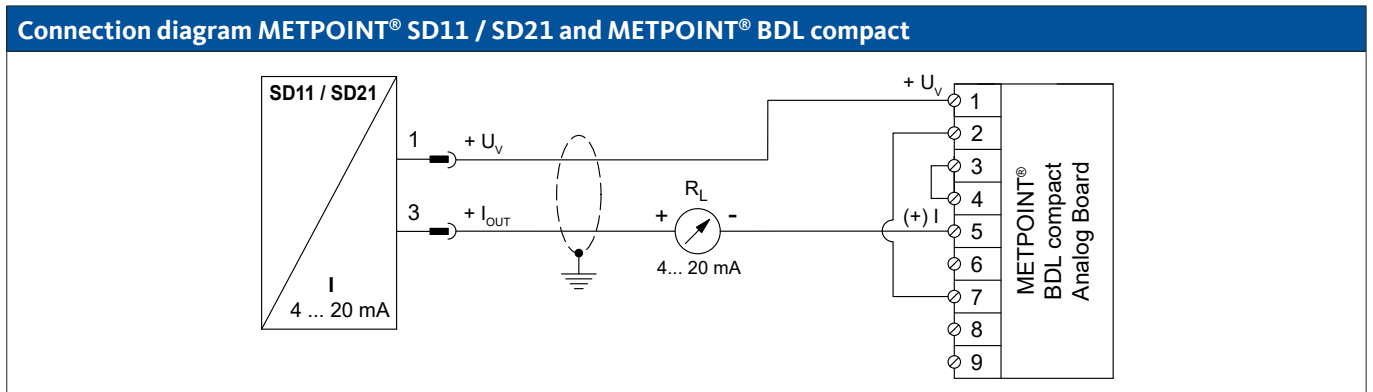 Connection diagram METPOINT® SD11 / SD21 and METPOINT® BDL compact
SD11 / SD21
I
4 ... 20 mA
1
+ Uv
3
+ IOUT
RL
+
-
4... 20 mA
+ Uv
(+) I
1
2
3
4
5
6
7
8
9
METPOINT®
BDL compact
Analog Board